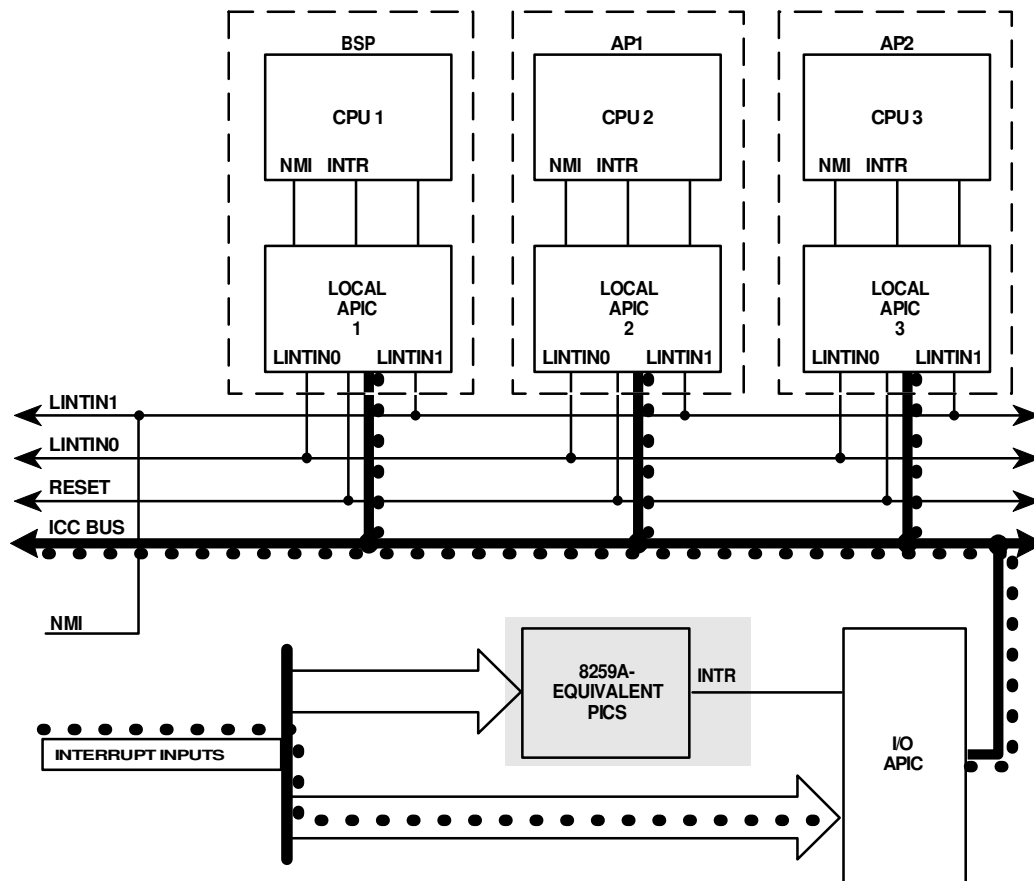 BSP
AP1
AP2
CPU 1
CPU 2
CPU 3
NMI INTR
NMI INTR
NMI INTR
LOCAL
APIC
1
LOCAL
APIC
2
LOCAL
APIC
3
LINTIN0 LINTIN1
LINTIN0 LINTIN1
LINTIN0 LINTIN1
LINTIN1
LINTIN0
RESET
ICC BUS
NMI
8259A-
EQUIVALENT
PICS
INTR
INTERRUPT INPUTS
I/O
APIC